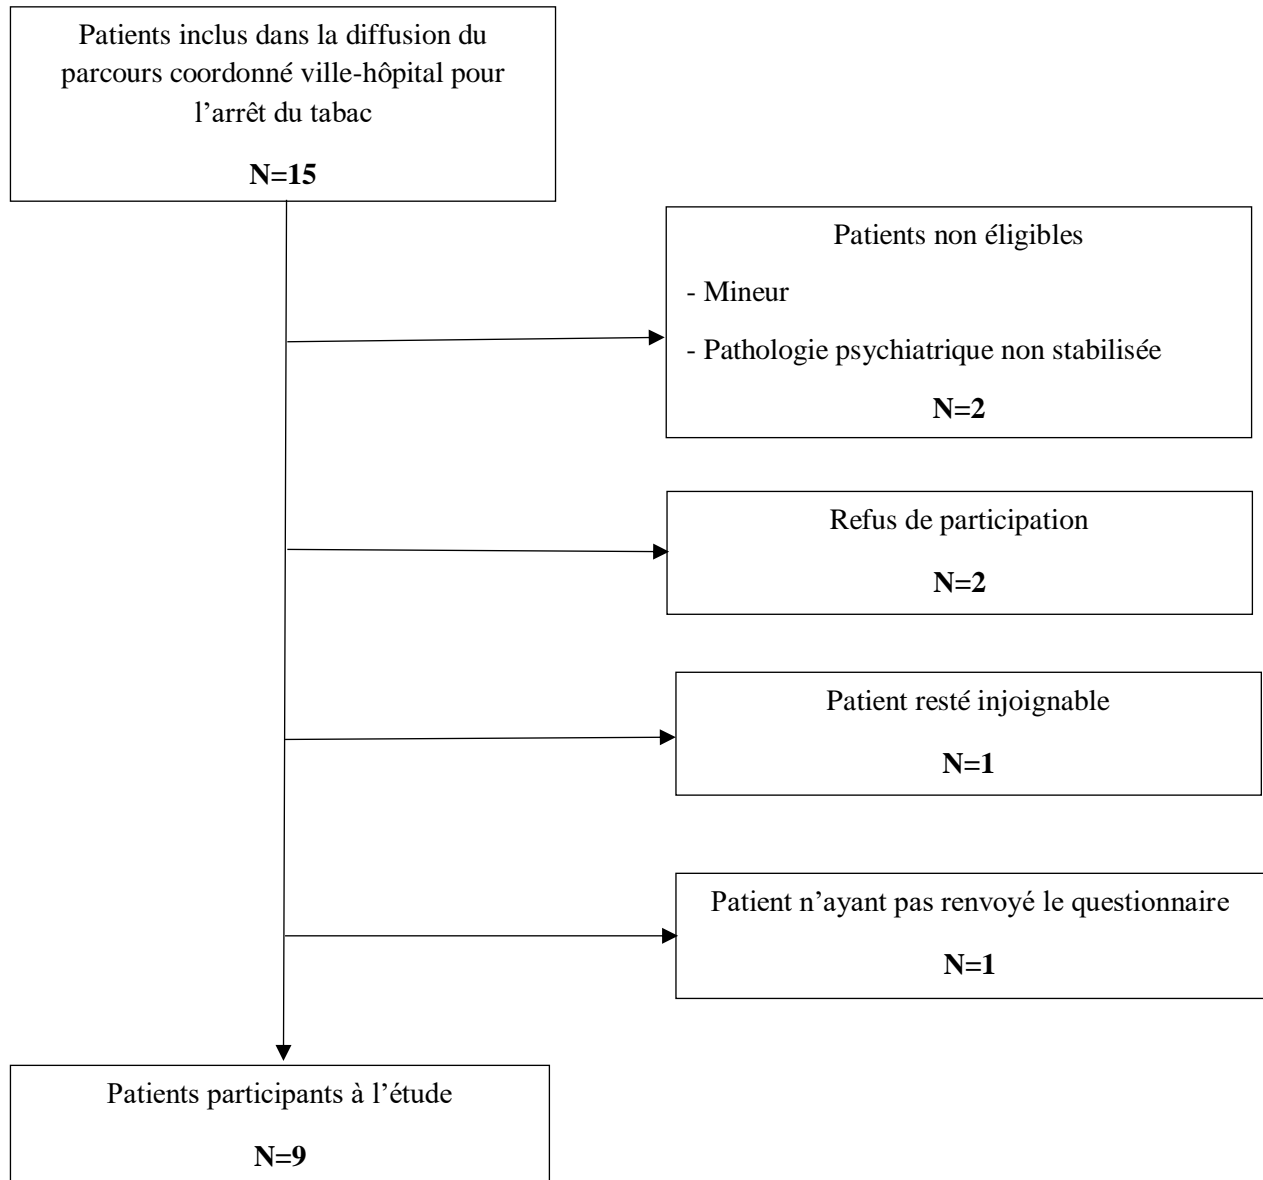 Patients inclus dans la diffusion du
parcours coordonné ville-hôpital pour
l’arrêt du tabac
N=15
Patients non éligibles
- Mineur
- Pathologie psychiatrique non stabilisée
N=2
Refus de participation
N=2
Patient resté injoignable
N=1
Patient n’ayant pas renvoyé le questionnaire
N=1
Patients participants à l’étude
N=9